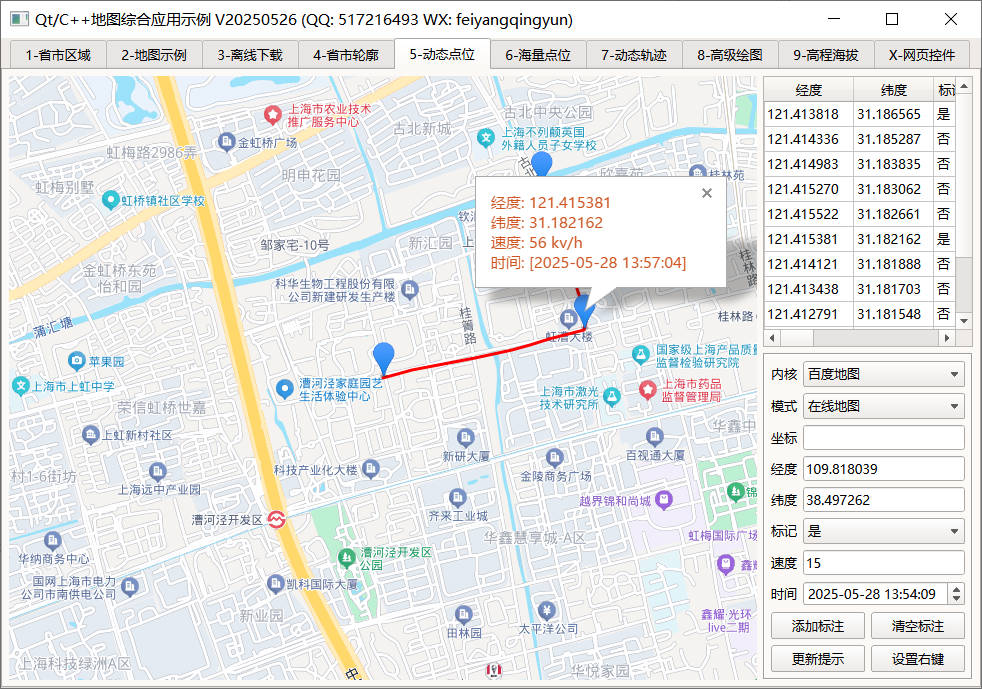 Qt/C++地图综合应用示例 V20250526 (QQ: 517216493 WX: feiyangqingyun)
1-省市区域
2-地图示例
3-离线下载
4-省市轮廓
5-动态点位
6-海量点位
7-动态轨迹
8-高级绘图
9-高程海拔
X-网页控件
上海市农业技术
推广服务中心
古北中央公园
古北新城
金虹桥广场
上海不列颠英国
外籍人员子女学校
虹梅路2986弄
明申花园
欣嘉苑
桂林苑
虹梅别墅
虹桥镇社区学校
经度: 121.415381
纬度: 31.182162
速度: 56 kv/h
时间: [2025-05-28 13:57:04]
邹家宅-10号
新汇园
金虹桥东苑
怡和园
科华生物工程股份有限
公司新建研发生产楼
桂林路
桂箐路
蒲汇塘
虹漕大楼
桂林路
苹果园
国家级上海产品质量
监督检验研究院
上海市上虹中学
漕河泾家庭园艺
生活体验中心
上海市激光
技术研究所
上海市药品
监督管理局
荣信虹桥世嘉
上虹新村社区
新研大厦
百视通大厦
华鑫中
村1-6街坊
上海远中产业园
科技产业化大楼
金陵商务广场
越界锦和尚城
锦
漕河泾开发区
齐来工业城
华鑫慧享城-A区
虹梅国际广场
华纳商务中心
漕河泾开发区
公园
国网上海市电力
公司市南供电公司
凯科国际大厦
新业园
田林园
太平洋公司
鑫耀·光环
live二期
上海科技绿洲A区
华悦家园
经度 纬度 标记
121.413818 31.186565 是
121.414336 31.185287 否
121.414983 31.183835 否
121.415270 31.183062 否
121.415522 31.182661 否
121.415381 31.182162 是
121.414121 31.181888 否
121.413438 31.181703 否
121.412791 31.181548 否
内核 百度地图
模式 在线地图
坐标
经度 109.818039
纬度 38.497262
标记 是
速度 15
时间 2025-05-28 13:54:09
添加标注 清空标注
更新提示 设置右键